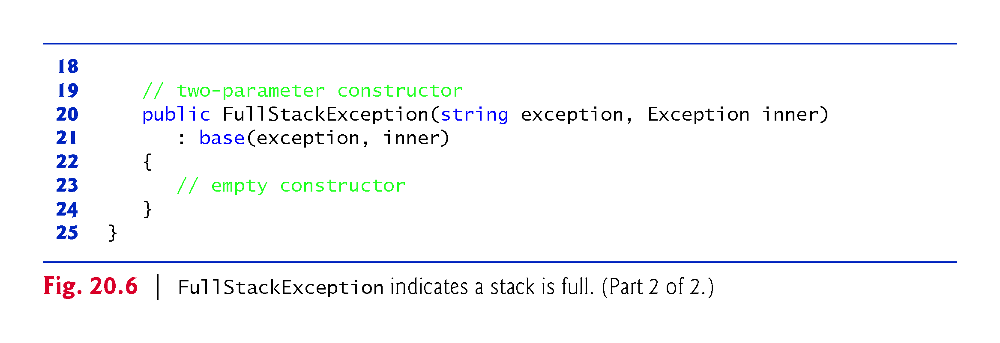 18
19 // two-parameter constructor
20 public FullStackException(string exception, Exception inner)
21 : base(exception, inner)
22 {
23 // empty constructor
24 }
25 }
Fig. 20.6 | FullStackException indicates a stack is full. (Part 2 of 2.)